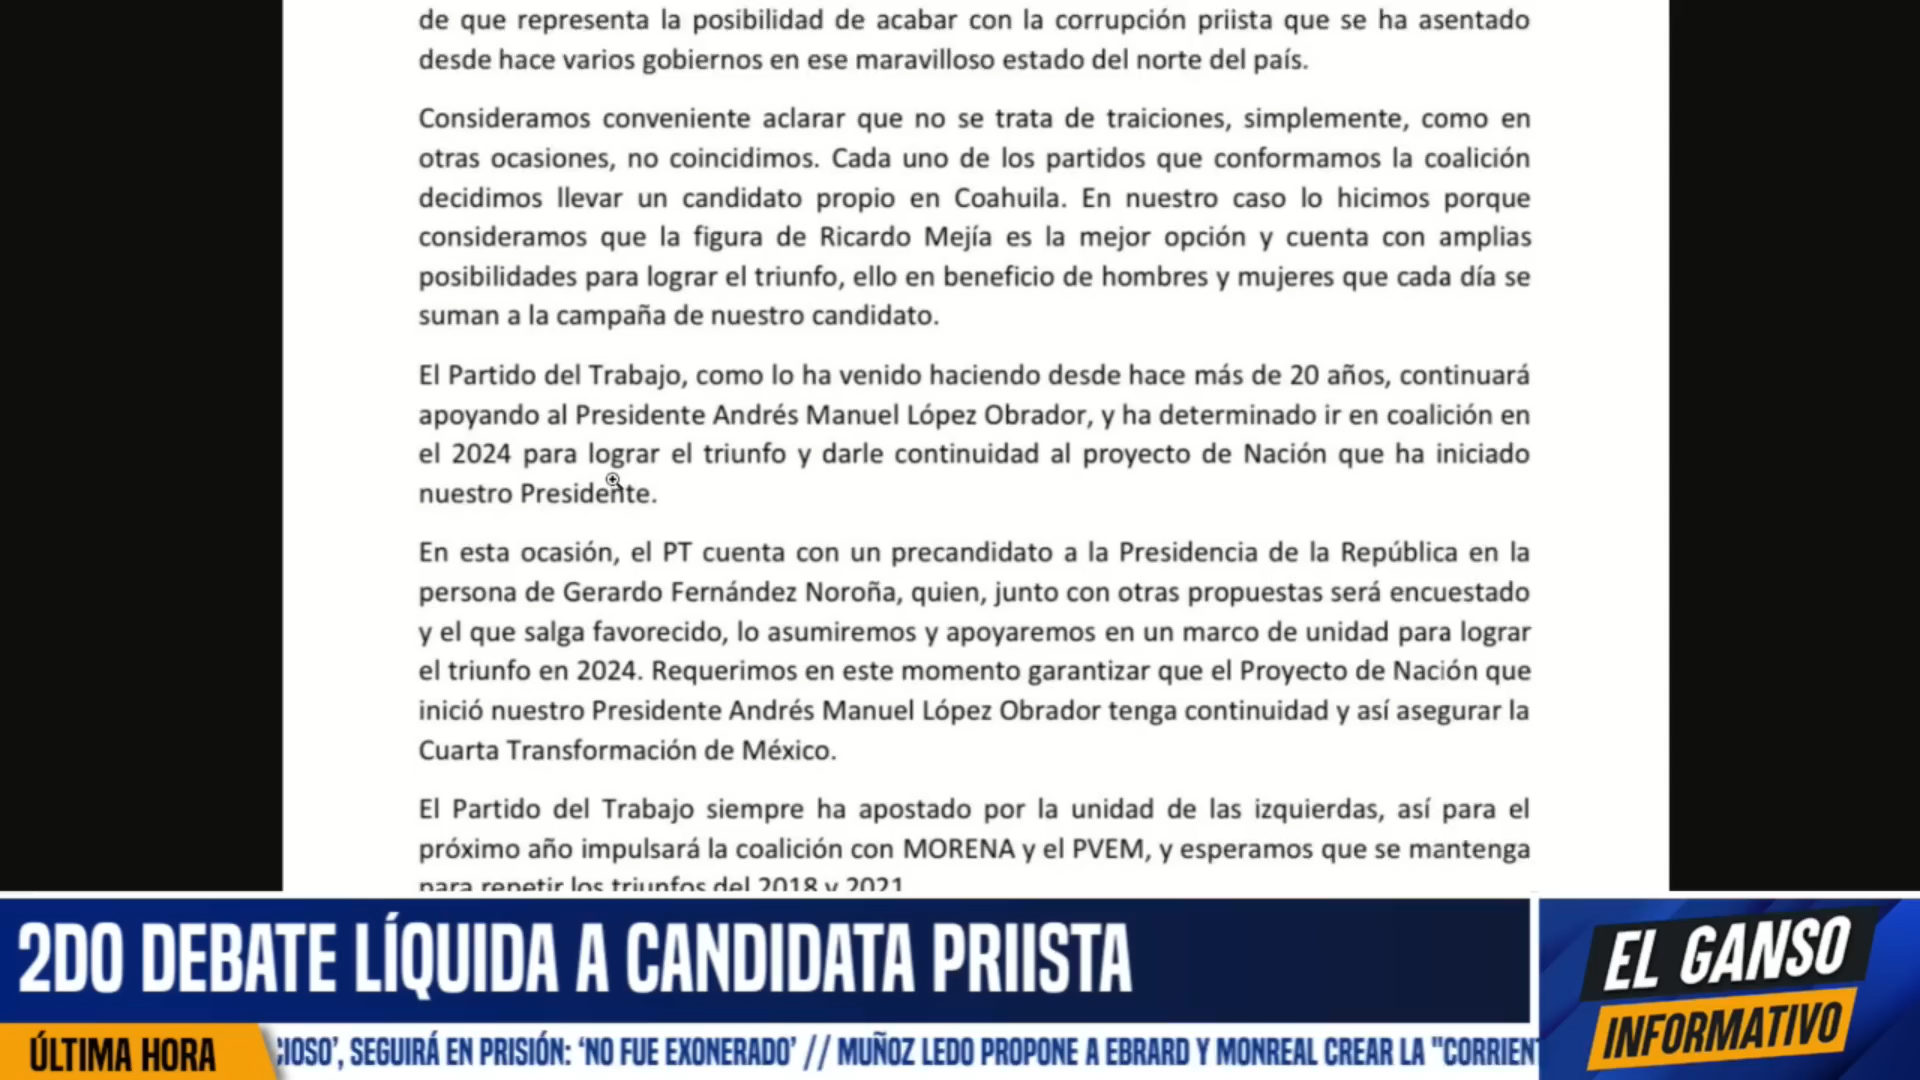 de que representa la posibilidad de acabar con la corrupción priista que se ha asentado
desde hace varios gobiernos en ese maravilloso estado del norte del país.
Consideramos conveniente aclarar que no se trata de traiciones, simplemente, como en
otras ocasiones, no coincidimos. Cada uno de los partidos que conformamos la coalición
decidimos llevar un candidato propio en Coahuila. En nuestro caso lo hicimos porque
consideramos que la figura de Ricardo Mejía es la mejor opción y cuenta con amplias
posibilidades para lograr el triunfo, ello en beneficio de hombres y mujeres que cada día se
suman a la campaña de nuestro candidato.
El Partido del Trabajo, como lo ha venido haciendo desde hace más de 20 años, continuará
apoyando al Presidente Andrés Manuel López Obrador, y ha determinado ir en coalición en
el 2024 para lograr el triunfo y darle continuidad al proyecto de Nación que ha iniciado
nuestro Presidente.
En esta ocasión, el PT cuenta con un precandidato a la Presidencia de la República en la
persona de Gerardo Fernández Noroña, quien, junto con otras propuestas será encuestado
y el que salga favorecido, lo asumiremos y apoyaremos en un marco de unidad para lograr
el triunfo en 2024. Requerimos en este momento garantizar que el Proyecto de Nación que
inició nuestro Presidente Andrés Manuel López Obrador tenga continuidad y así asegurar la
Cuarta Transformación de México.
El Partido del Trabajo siempre ha apostado por la unidad de las izquierdas, así para el
próximo año impulsará la coalición con MORENA y el PVEM, y esperamos que se mantenga
para repetir los triunfos del 2018 y 2021.
2DO DEBATE LÍQUIDA A CANDIDATA PRIISTA
EL GANSO
INFORMATIVO
ÚLTIMA HORA
CIOSO', SEGUIRÁ EN PRISIÓN: 'NO FUE EXONERADO' // MUÑOZ LEDO PROPONE A EBRARD Y MONREAL CREAR LA "CORRIENT